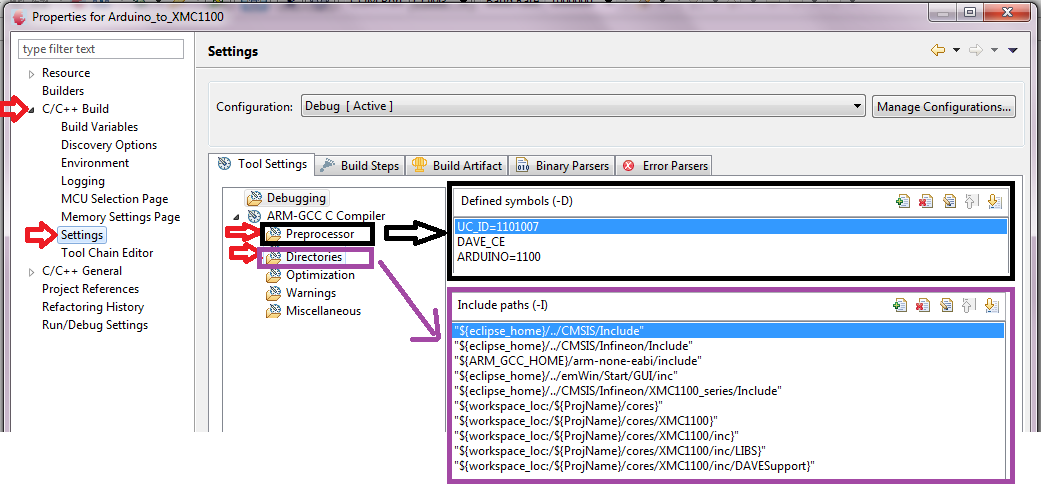 Properties for Arduino_to_XMC1100
type filter text
Resource
Builders
C/C++ Build
Build Variables
Discovery Options
Environment
Logging
MCU Selection Page
Memory Settings Page
Settings
Tool Chain Editor
C/C++ General
Project References
Refactoring History
Run/Debug Settings
Settings
Configuration:
Debug [ Active ]
Manage Configurations...
Tool Settings
Build Steps
Build Artifact
Binary Parsers
Error Parsers
Debugging
ARM-GCC C Compiler
Preprocessor
Directories
Optimization
Warnings
Miscellaneous
Defined symbols (-D)
UC_ID=1101007
DAVE_CE
ARDUINO=1100
Include paths (-I)
"${eclipse_home}/../CMSIS/Include"
"${eclipse_home}/../CMSIS/Infineon/Include"
"${ARM_GCC_HOME}/arm-none-eabi/include"
"${eclipse_home}/../emWin/Start/GUI/inc"
"${eclipse_home}/../CMSIS/Infineon/XMC1100_series/Include"
"${workspace_loc:/${ProjName}/cores}"
"${workspace_loc:/${ProjName}/cores/XMC1100}"
"${workspace_loc:/${ProjName}/cores/XMC1100/inc}"
"${workspace_loc:/${ProjName}/cores/XMC1100/inc/LIBS}"
"${workspace_loc:/${ProjName}/cores/XMC1100/inc/DAVESupport}"